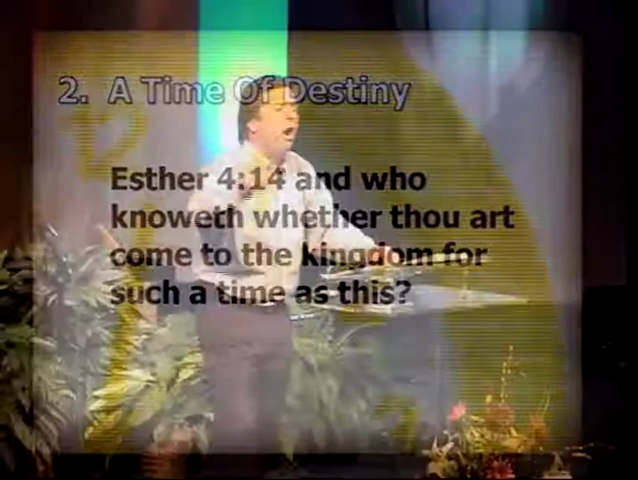 2. A Time Of Destiny
Esther 4:14 and who
knoweth whether thou art
come to the kingdom for
such a time as this?